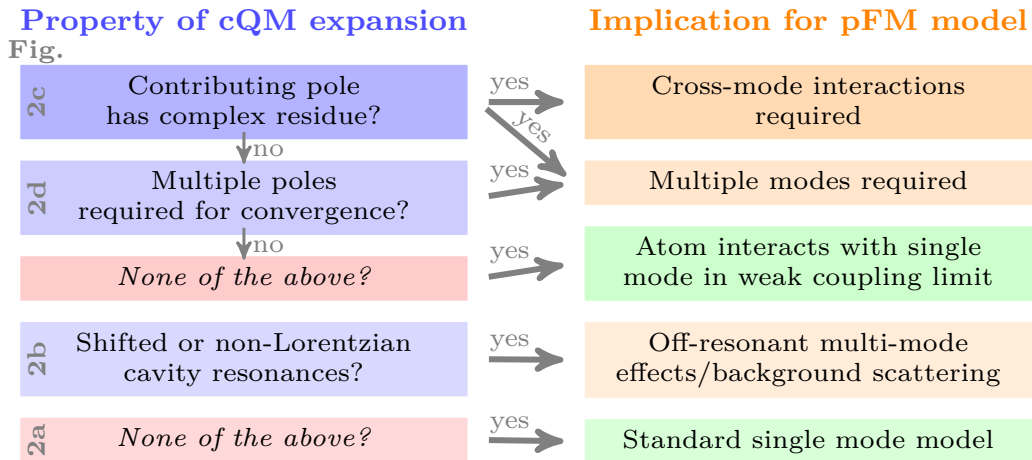 Property of cQM expansion
Implication for pFM model
Fig.
2c
Contributing pole
has complex residue?
yes
yes
Cross-mode interactions
required
no
2d
Multiple poles
required for convergence?
yes
Multiple modes required
no
None of the above?
yes
Atom interacts with single
mode in weak coupling limit
2b
Shifted or non-Lorentzian
cavity resonances?
yes
Off-resonant multi-mode
effects/background scattering
2a
None of the above?
yes
Standard single mode model